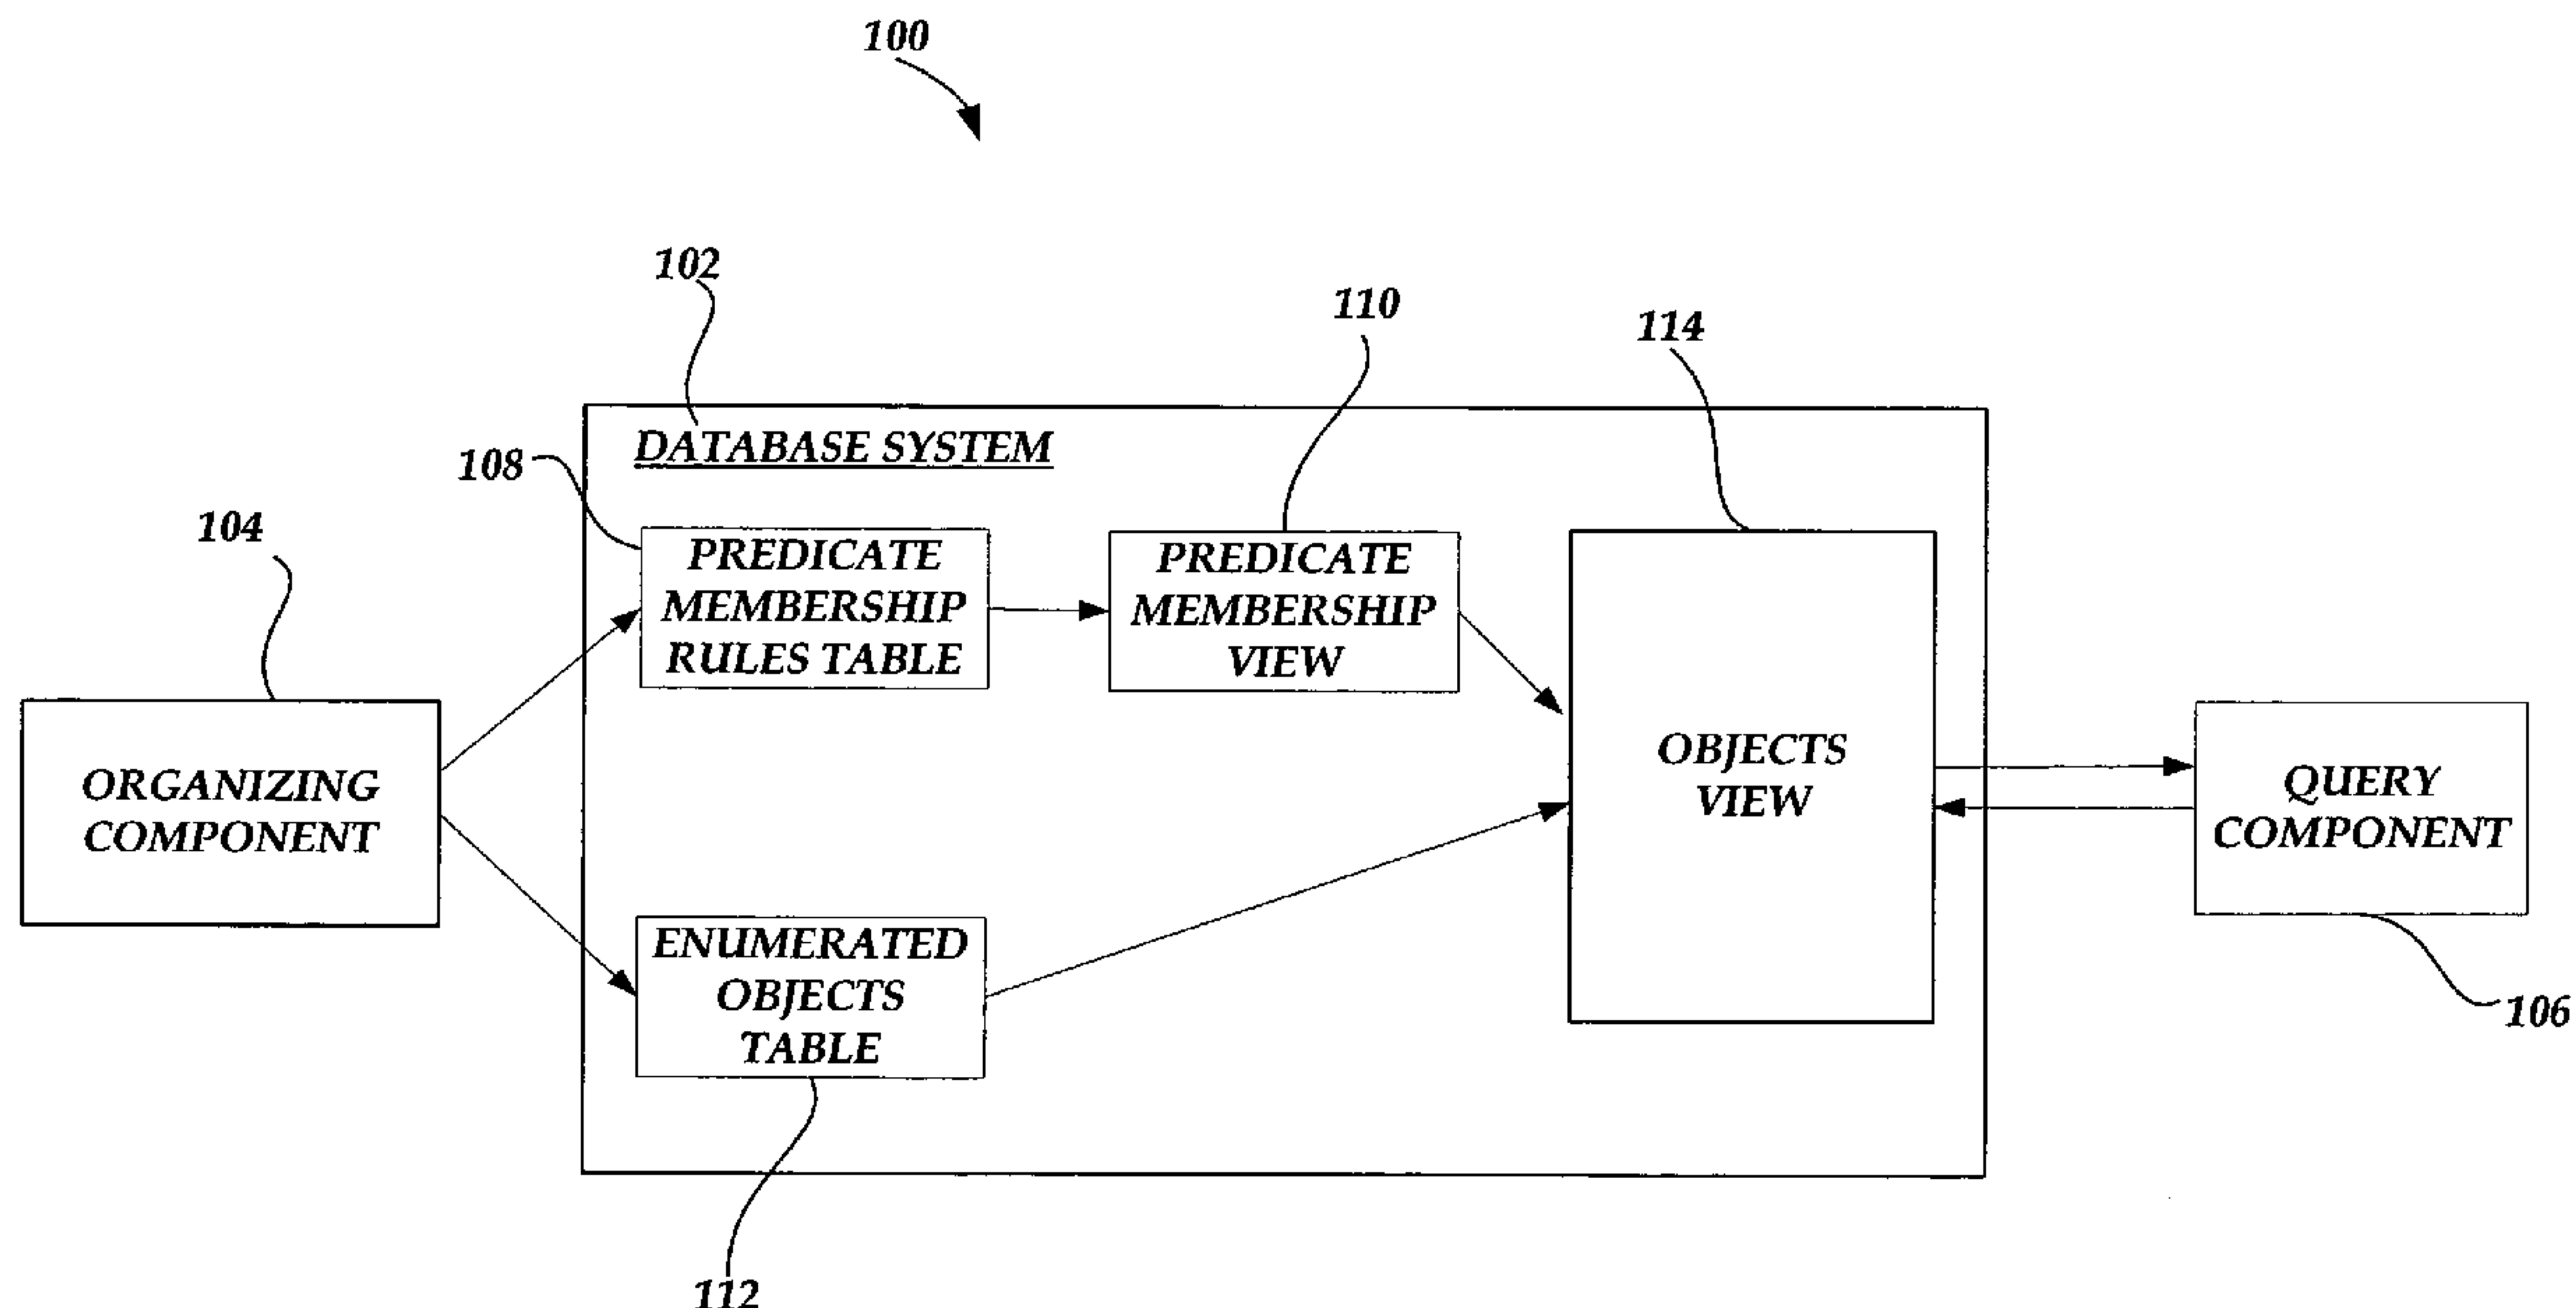 100
102
110
114
DATABASE SYSTEM
108
104
PREDICATE
MEMBERSHIP
RULES TABLE
PREDICATE
MEMBERSHIP
VIEW
OBJECTS
VIEW
ORGANIZING
COMPONENT
QUERY
COMPONENT
ENUMERATED
OBJECTS
TABLE
106
112